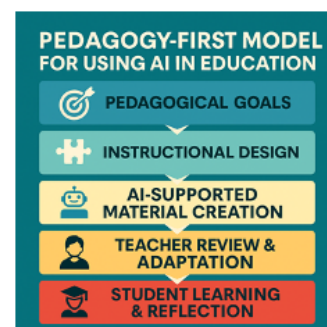 PEDAGOGY-FIRST MODEL
FOR USING AI IN EDUCATION
PEDAGOGICAL GOALS
INSTRUCTIONAL DESIGN
AI-SUPPORTED
MATERIAL CREATION
TEACHER REVIEW &
ADAPTATION
STUDENT LEARNING
& REFLECTION